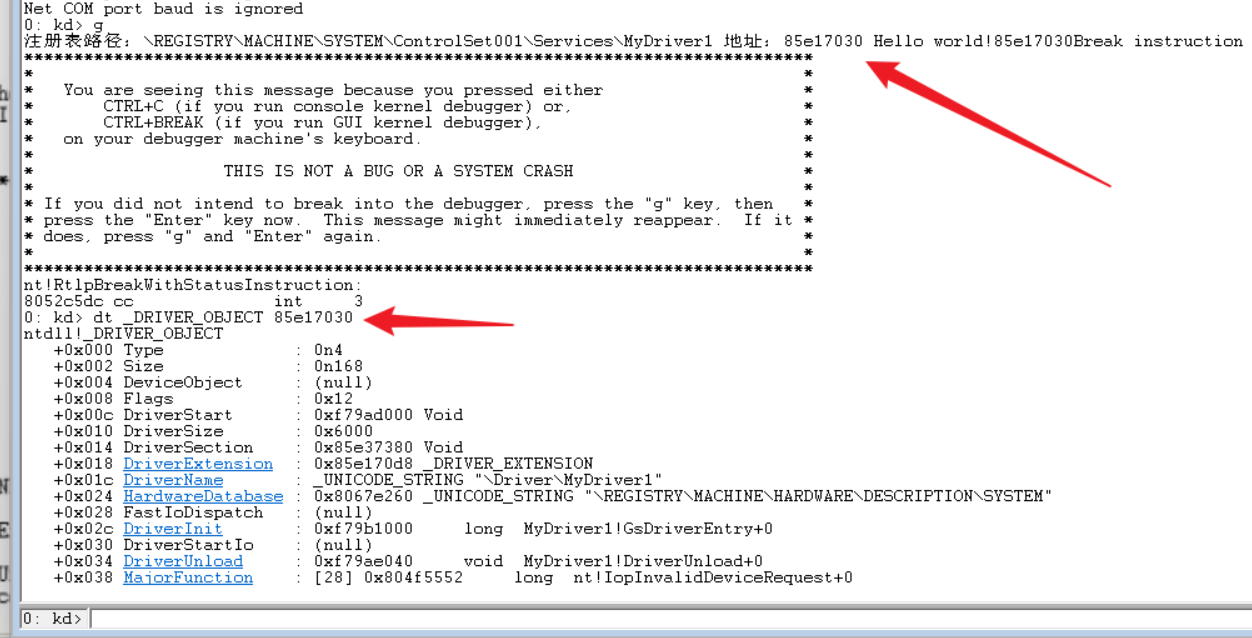 Net COM port baud is ignored
0: kd> g
注册表路径: \REGISTRY\MACHINE\SYSTEM\ControlSet001\Services\MyDriver1 地址: 85e17030 Hello world!85e17030Break instruction
*******************************************************************************
*                                                                             *
*   You are seeing this message because you pressed either                    *
*       CTRL+C (if you run console kernel debugger) or,                       *
*       CTRL+BREAK (if you run GUI kernel debugger),                          *
*   on your debugger machine's keyboard.                                      *
*                                                                             *
*                   THIS IS NOT A BUG OR A SYSTEM CRASH                       *
*                                                                             *
* If you did not intend to break into the debugger, press the "g" key, then   *
* press the "Enter" key now.  This message might immediately reappear.  If it *
* does, press "g" and "Enter" again.                                          *
*                                                                             *
*******************************************************************************
nt!RtlpBreakWithStatusInstruction:
8052c5dc cc              int     3
0: kd> dt _DRIVER_OBJECT 85e17030
ntdll!_DRIVER_OBJECT
   +0x000 Type             : 0n4
   +0x002 Size             : 0n168
   +0x004 DeviceObject     : (null)
   +0x008 Flags            : 0x12
   +0x00c DriverStart      : 0xf79ad000 Void
   +0x010 DriverSize       : 0x6000
   +0x014 DriverSection    : 0x85e37380 Void
   +0x018 DriverExtension  : 0x85e170d8 _DRIVER_EXTENSION
   +0x01c DriverName       : _UNICODE_STRING "\Driver\MyDriver1"
   +0x024 HardwareDatabase : 0x8067e260 _UNICODE_STRING "\REGISTRY\MACHINE\HARDWARE\DESCRIPTION\SYSTEM"
   +0x028 FastIoDispatch   : (null)
   +0x02c DriverInit       : 0xf79b1000     long  MyDriver1!GsDriverEntry+0
   +0x030 DriverStartIo    : (null)
   +0x034 DriverUnload     : 0xf79ae040     void  MyDriver1!DriverUnload+0
   +0x038 MajorFunction    : [28] 0x804f5552     long  nt!IopInvalidDeviceRequest+0
0: kd>